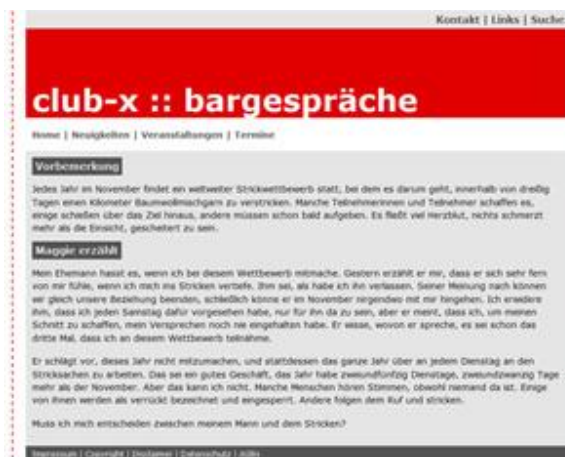 Kontakt | Links | Suche
club-x :: bargespräche
Home | Neuigkeiten | Veranstaltungen | Termine
Vorbemerkung
Jedes Jahr im November findet ein weltweiter Strickwettbewerb statt, bei dem es darum geht, innerhalb von dreißig
Tagen einen Kilometer Baumwollmischgarn zu verstricken. Manche Teilnehmerinnen und Teilnehmer schaffen es,
einige schießen über das Ziel hinaus, andere müssen schon bald aufgeben. Es fließt viel Herzblut, nichts schmerzt
mehr als die Einsicht, gescheitert zu sein.
Maggie erzählt
Mein Ehemann hasst es, wenn ich bei diesem Wettbewerb mitmache. Gestern erzählt er mir, dass er sich sehr fern
von mir fühle, wenn ich mich ins Stricken vertiefe. Ihm sei, als habe ich ihn verlassen. Seiner Meinung nach können
wir gleich unsere Beziehung beenden, schließlich könne er im November nirgendwo mit mir hingehen. Ich erwidere
ihm, dass ich jeden Samstag dafür vorgesehen habe, nur für ihn da zu sein, aber er meint, dass ich, um meinen
Schnitt zu schaffen, mein Versprechen noch nie eingehalten habe. Er wisse, wovon er spreche, es sei schon das
dritte Mal, dass ich an diesem Wettbewerb teilnähme.
Er schlägt vor, dieses Jahr nicht mitzumachen, und stattdessen das ganze Jahr über an jedem Dienstag an den
Stricksachen zu arbeiten. Das sei ein gutes Geschäft, das Jahr habe zweiundfünfzig Dienstage, zweiundzwanzig Tage
mehr als der November. Aber das kann ich nicht. Manche Menschen hören Stimmen, obwohl niemand da ist. Einige
von ihnen werden als verrückt bezeichnet und eingesperrt. Andere folgen dem Ruf und stricken.
Muss ich mich entscheiden zwischen meinem Mann und dem Stricken?
Impressum | Copyright | Disclaimer | Datenschutz | AGBs